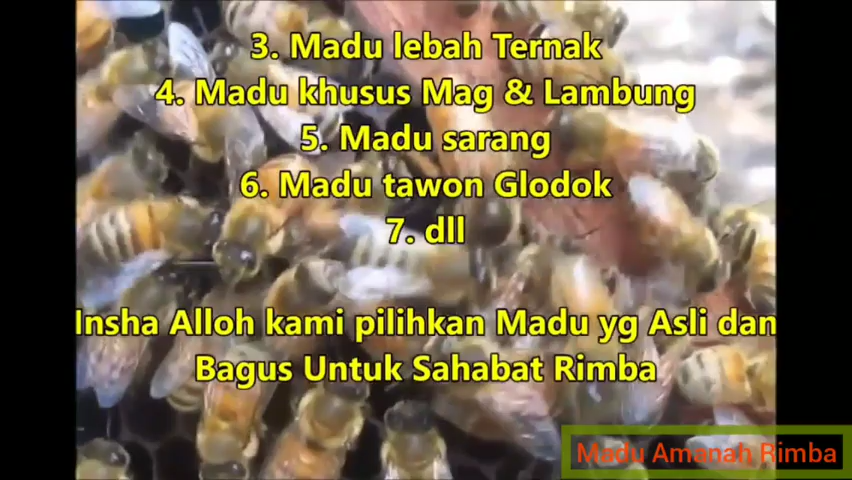 3. Madu lebah Ternak
4. Madu khusus Mag & Lambung
5. Madu sarang
6. Madu tawon Glodok
7. dll
Insha Alloh kami pilihkan Madu yg Asli dan
Bagus Untuk Sahabat Rimba
Madu Amanah Rimba